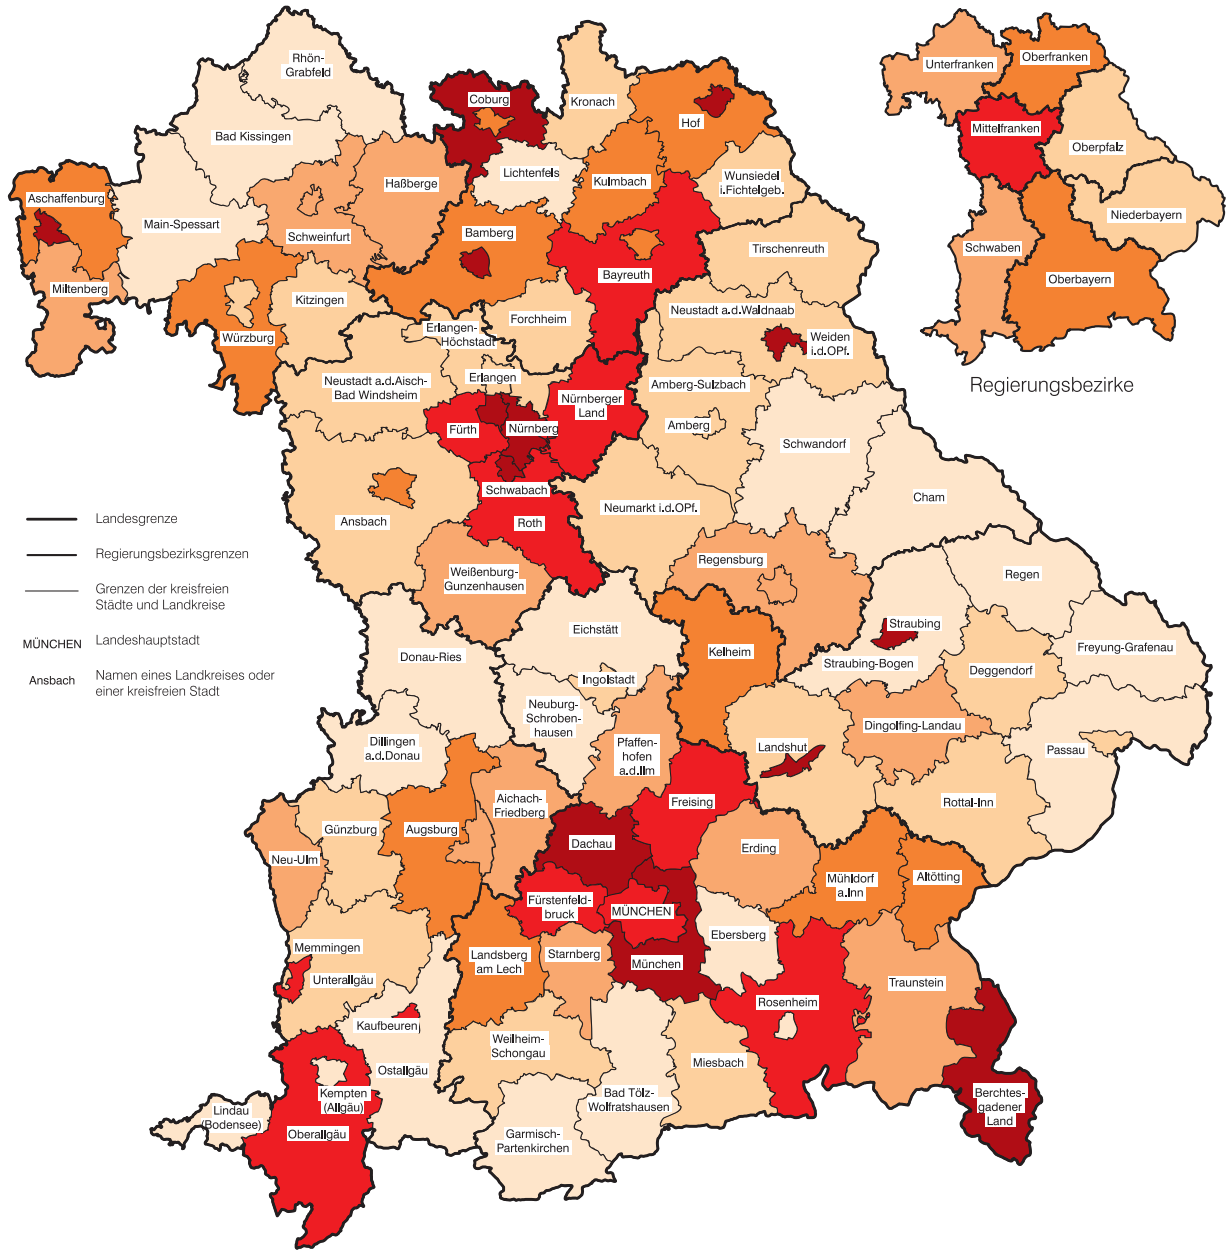 Rhön-
Grabfeld
Coburg
Kronach
Hof
Bad Kissingen
Lichtenfels
Kulmbach
Wunsiedel
i.Fichtelgeb.
Haßberge
Aschaffenburg
Main-Spessart
Schweinfurt
Bamberg
Bayreuth
Tirschenreuth
Miltenberg
Kitzingen
Würzburg
Forchheim
Erlangen-
Höchstadt
Neustadt a.d.Waldnaab
Weiden
i.d.OPf.
Neustadt a.d.Aisch-
Bad Windsheim
Erlangen
Nürnberger
Land
Amberg-Sulzbach
Amberg
Fürth
Nürnberg
Schwandorf
Schwabach
Cham
Ansbach
Roth
Neumarkt i.d.OPf.
Weißenburg-
Gunzenhausen
Regensburg
Regen
Eichstätt
Straubing
Donau-Ries
Kelheim
Straubing-Bogen
Freyung-Grafenau
Deggendorf
Ingolstadt
Neuburg-
Schroben-
hausen
Dingolfing-Landau
Dillingen
a.d.Donau
Pfaffen-
hofen
a.d.Ilm
Landshut
Passau
Aichach-
Friedberg
Freising
Rottal-Inn
Günzburg
Augsburg
Dachau
Erding
Neu-Ulm
Mühldorf
a.Inn
Altötting
Fürstenfeld-
bruck
MÜNCHEN
Ebersberg
Memmingen
Landsberg
am Lech
Starnberg
München
Unterallgäu
Traunstein
Rosenheim
Kaufbeuren
Weilheim-
Schongau
Miesbach
Ostallgäu
Kempten
(Allgäu)
Bad Tölz-
Wolfratshausen
Berchtes-
gadener
Land
Lindau
(Bodensee)
Oberallgäu
Garmisch-
Partenkirchen
Unterfranken
Oberfranken
Mittelfranken
Oberpfalz
Niederbayern
Schwaben
Oberbayern
Regierungsbezirke
Landesgrenze
Regierungsbezirksgrenzen
Grenzen der kreisfreien
Städte und Landkreise
MÜNCHEN Landeshauptstadt
Ansbach Namen eines Landkreises oder
einer kreisfreien Stadt